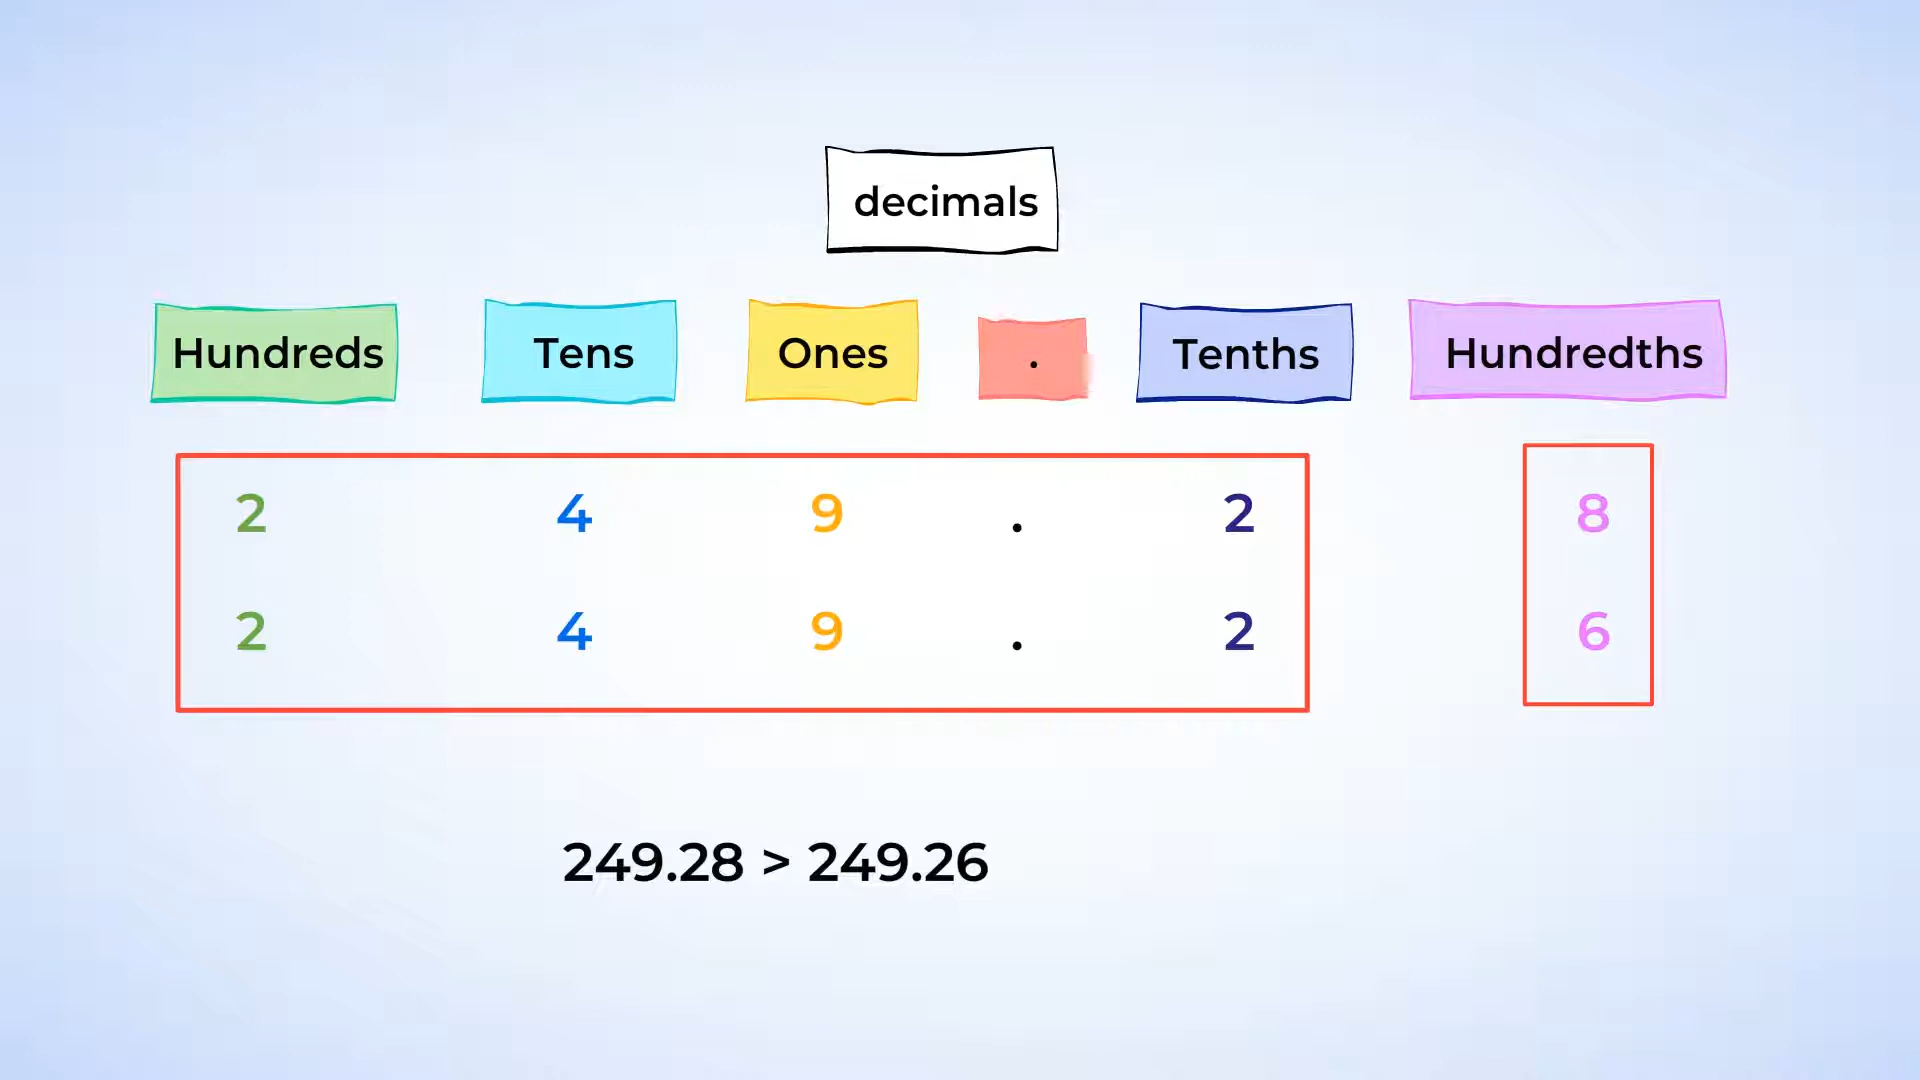 decimals
Hundreds Tens Ones . Tenths Hundredths
2 4 9 . 2 8
2 4 9 . 2 6
249.28 > 249.26